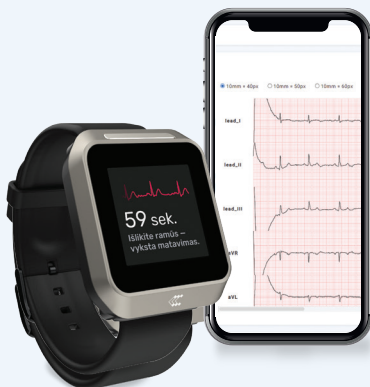 59 sek.
Išlikite ramūs –
vyksta matavimas.
10mm = 40px 10mm = 50px 10mm = 60px
lead_I
lead_II
lead_III
aVR
aVL